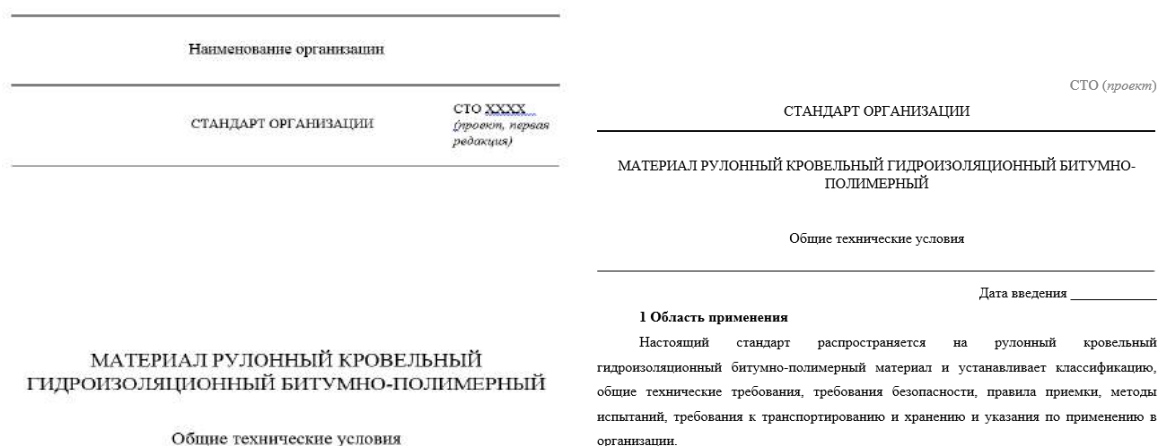 Наименование организации
СТАНДАРТ ОРГАНИЗАЦИИ
СТО XXXX
(проект, первая
редакция)
МАТЕРИАЛ РУЛОННЫЙ КРОВЕЛЬНЫЙ
ГИДРОИЗОЛЯЦИОННЫЙ БИТУМНО-ПОЛИМЕРНЫЙ
Общие технические условия
СТО (проект)
СТАНДАРТ ОРГАНИЗАЦИИ
МАТЕРИАЛ РУЛОННЫЙ КРОВЕЛЬНЫЙ ГИДРОИЗОЛЯЦИОННЫЙ БИТУМНО-
ПОЛИМЕРНЫЙ
Общие технические условия
Дата введения ____________
1 Область применения
Настоящий стандарт распространяется на рулонный кровельный
гидроизоляционный битумно-полимерный материал и устанавливает классификацию,
общие технические требования, требования безопасности, правила приемки, методы
испытаний, требования к транспортированию и хранению и указания по применению в
организации.